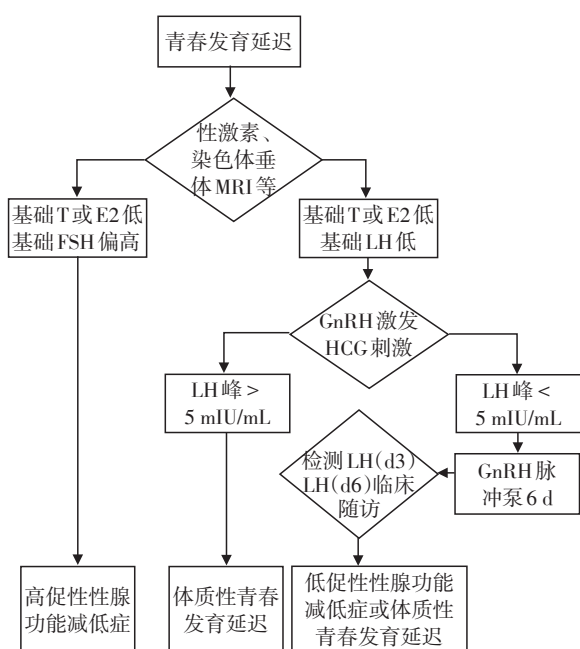 青春发育延迟
性激素、
染色体垂
体MRI等
基础T或E2低
基础FSH偏高
基础T或E2低
基础LH低
GnRH激发
HCG刺激
LH峰>
5 mIU/mL
LH峰<
5 mIU/mL
检测LH(d3)
LH(d6)临床
随访
GnRH脉
冲泵6 d
高促性性腺
功能减低症
体质性青春
发育延迟
低促性性腺功能
减低症或体质性
青春发育延迟